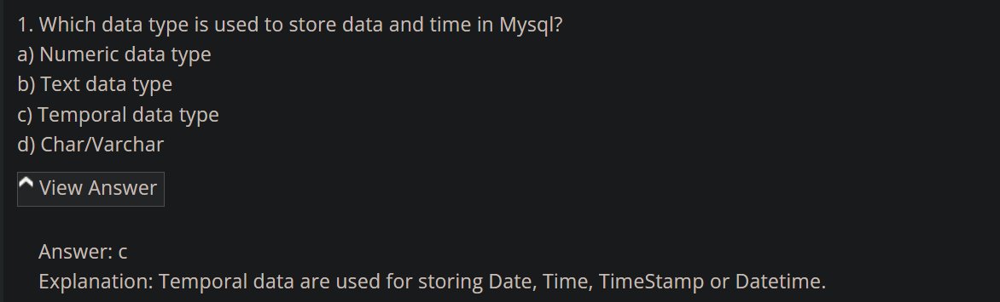 1. Which data type is used to store data and time in Mysql?
a) Numeric data type
b) Text data type
c) Temporal data type
d) Char/Varchar
View Answer
Answer: c
Explanation: Temporal data are used for storing Date, Time, TimeStamp or Datetime.